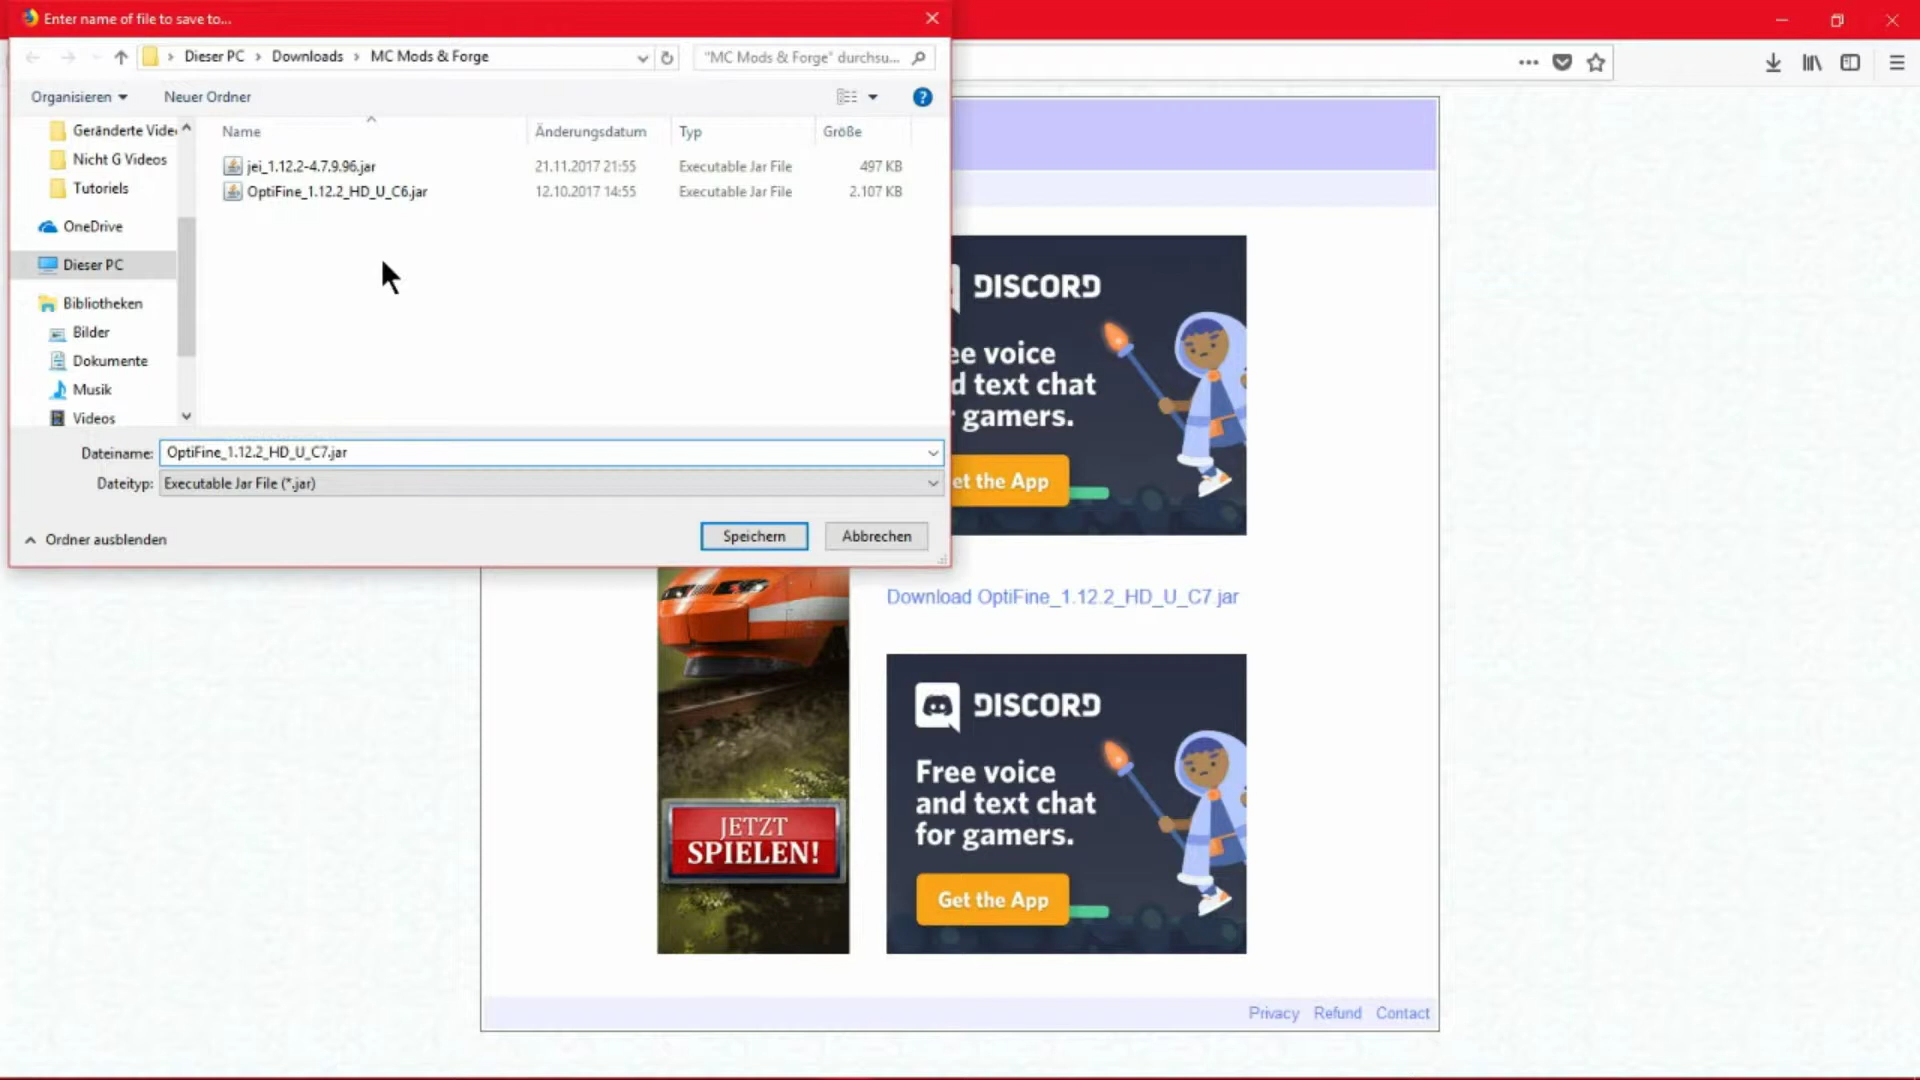 Enter name of file to save to...
Dieser PC > Downloads > MC Mods & Forge
"MC Mods & Forge" durchsu...
Organisieren
Neuer Ordner
Name
Änderungsdatum
Typ
Größe
Geränderte Vide
Nicht G Videos
Tutoriels
OneDrive
Dieser PC
Bibliotheken
Bilder
Dokumente
Musik
Videos
jei_1.12.2-4.7.9.96.jar 21.11.2017 21:55 Executable Jar File 497 KB
OptiFine_1.12.2_HD_U_C6.jar 12.10.2017 14:55 Executable Jar File 2.107 KB
Dateiname: OptiFine_1.12.2_HD_U_C7.jar
Dateityp: Executable Jar File (*.jar)
Ordner ausblenden
Speichern
Abbrechen
DISCORD
ee voice
d text chat
r gamers.
et the App
Download OptiFine_1.12.2_HD_U_C7.jar
JETZT
SPIELEN!
DISCORD
Free voice
and text chat
for gamers.
Get the App
Privacy Refund Contact